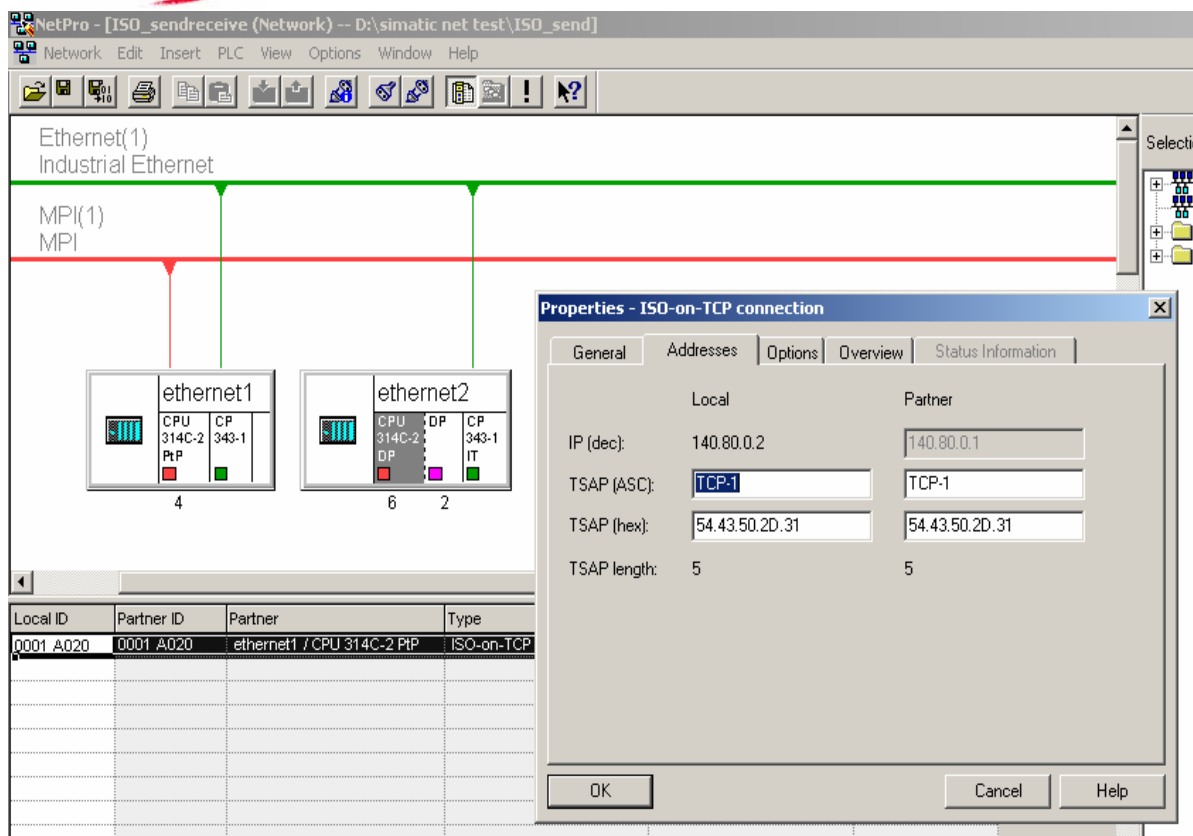 NetPro - [ISO_sendreceive (Network) -- D:\simatic net test\ISO_send]
Network Edit Insert PLC View Options Window Help
Ethernet(1)
Industrial Ethernet
MPI(1)
MPI
Selecti
ethernet1
CPU 314C-2 PtP
CP 343-1
4
ethernet2
CPU 314C-2 DP
DP
CP 343-1 IT
6 2
Properties - ISO-on-TCP connection
General Addresses Options Overview Status Information
Local Partner
IP (dec): 140.80.0.2 140.80.0.1
TSAP (ASC): TCP-1 TCP-1
TSAP (hex): 54.43.50.2D.31 54.43.50.2D.31
TSAP length: 5 5
OK Cancel Help
Local ID Partner ID Partner Type
0001 A020 0001 A020 ethernet1 / CPU 314C-2 PtP ISO-on-TCP